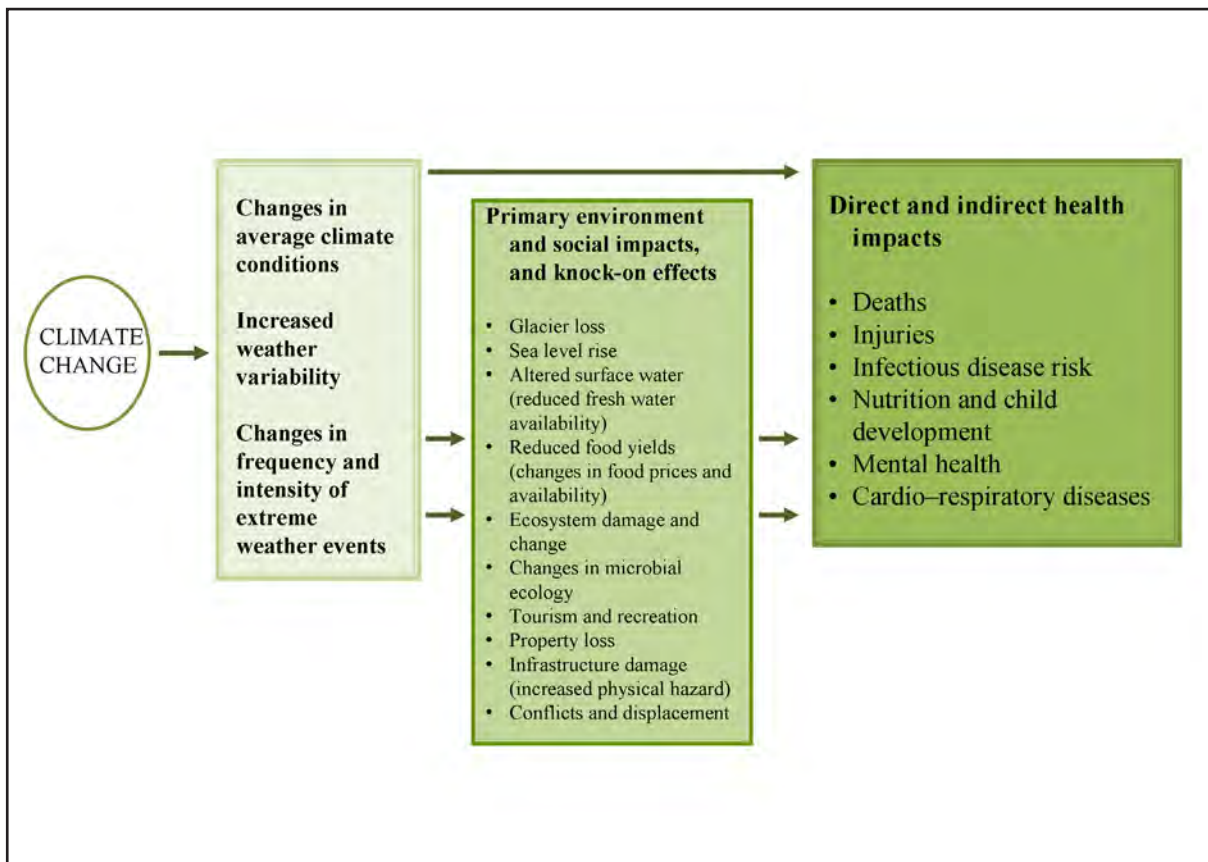 CLIMATE
CHANGE
Changes in
average climate
conditions
Increased
weather
variability
Changes in
frequency and
intensity of
extreme
weather events
Primary environment
and social impacts,
and knock-on effects
• Glacier loss
• Sea level rise
• Altered surface water
(reduced fresh water
availability)
• Reduced food yields
(changes in food prices and
availability)
• Ecosystem damage and
change
• Changes in microbial
ecology
• Tourism and recreation
• Property loss
• Infrastructure damage
(increased physical hazard)
• Conflicts and displacement
Direct and indirect health
impacts
• Deaths
• Injuries
• Infectious disease risk
• Nutrition and child
development
• Mental health
• Cardio–respiratory diseases